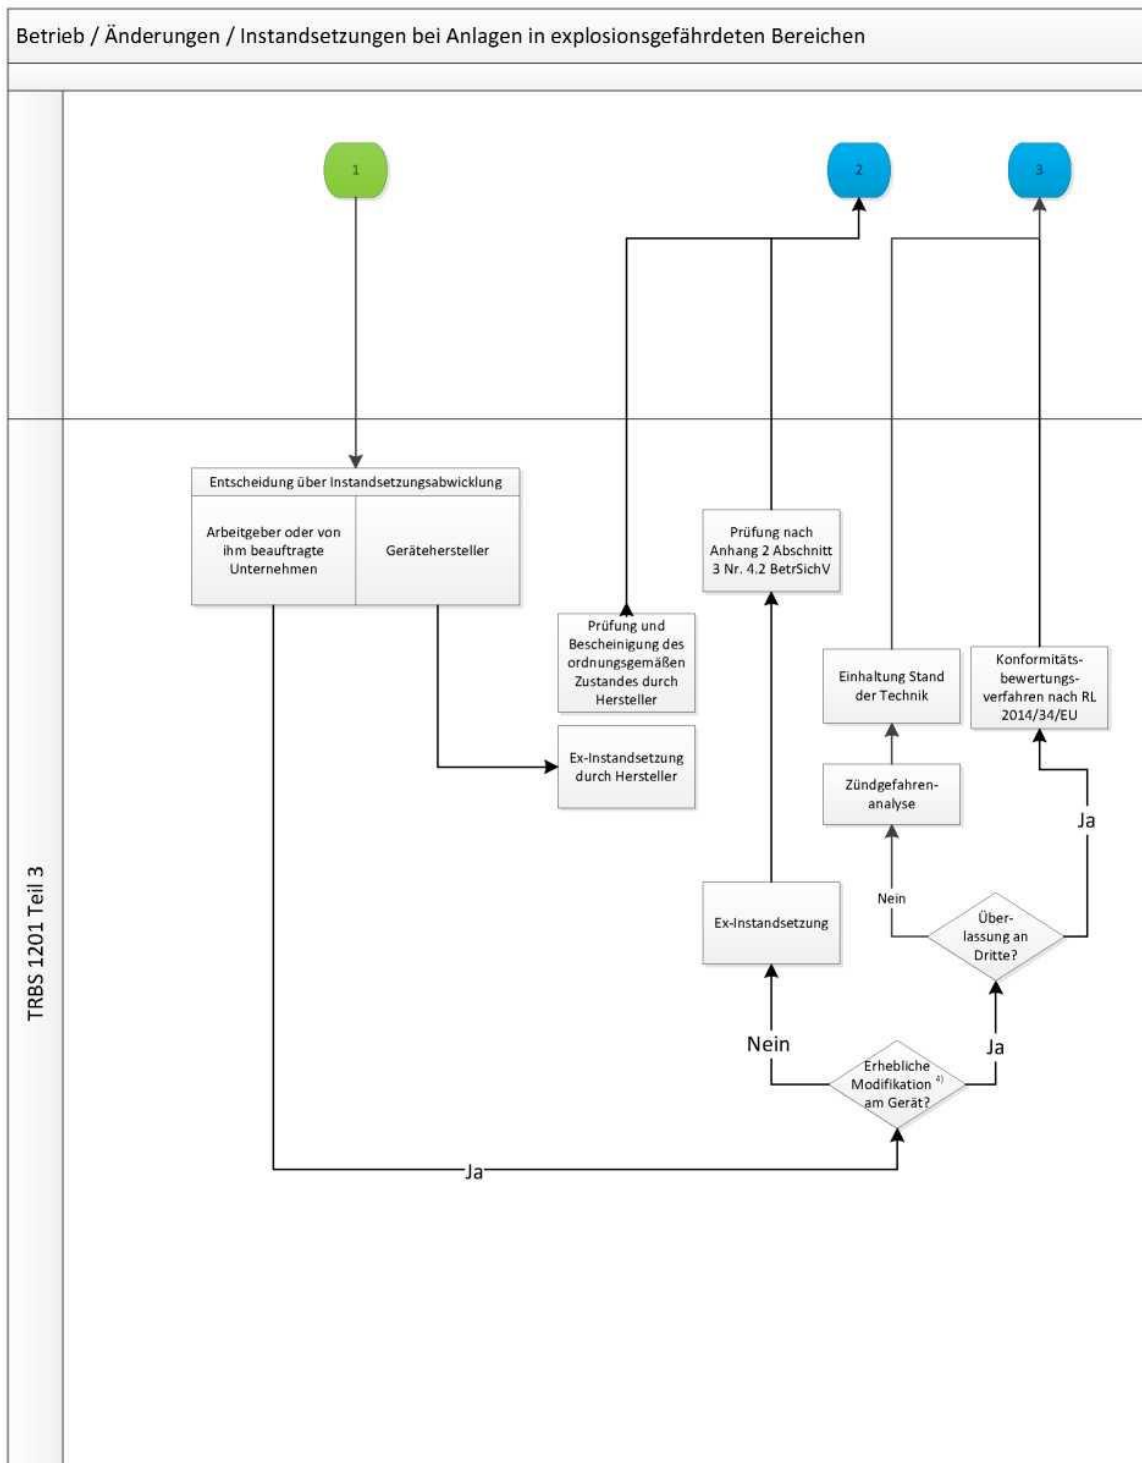 Betrieb / Änderungen / Instandsetzungen bei Anlagen in explosionsgefährdeten Bereichen
1
2
3
TRBS 1201 Teil 3
Entscheidung über Instandsetzungsabwicklung
Arbeitgeber oder von
ihm beauftragte
Unternehmen
Gerätehersteller
Prüfung nach
Anhang 2 Abschnitt
3 Nr. 4.2 BetrSichV
Prüfung und
Bescheinigung des
ordnungsgemäßen
Zustandes durch
Hersteller
Einhaltung Stand
der Technik
Konformitäts-
bewertungs-
verfahren nach RL
2014/34/EU
Ex-Instandsetzung
durch Hersteller
Zündgefahren-
analyse
Ja
Nein
Ex-Instandsetzung
Über-
lassung an
Dritte?
Nein
Ja
Erhebliche
Modifikation 4)
am Gerät?
Ja